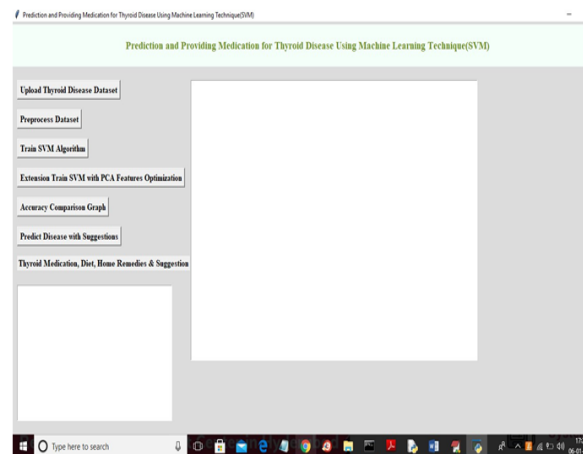 Prediction and Providing Medication for Thyroid Disease Using Machine Learning Technique(SVM)
Prediction and Providing Medication for Thyroid Disease Using Machine Learning Technique(SVM)
Upload Thyroid Disease Dataset
Preprocess Dataset
Train SVM Algorithm
Extension Train SVM with PCA Features Optimization
Accuracy Comparison Graph
Predict Disease with Suggestions
Thyroid Medication, Diet, Home Remedies & Suggestion
Type here to search